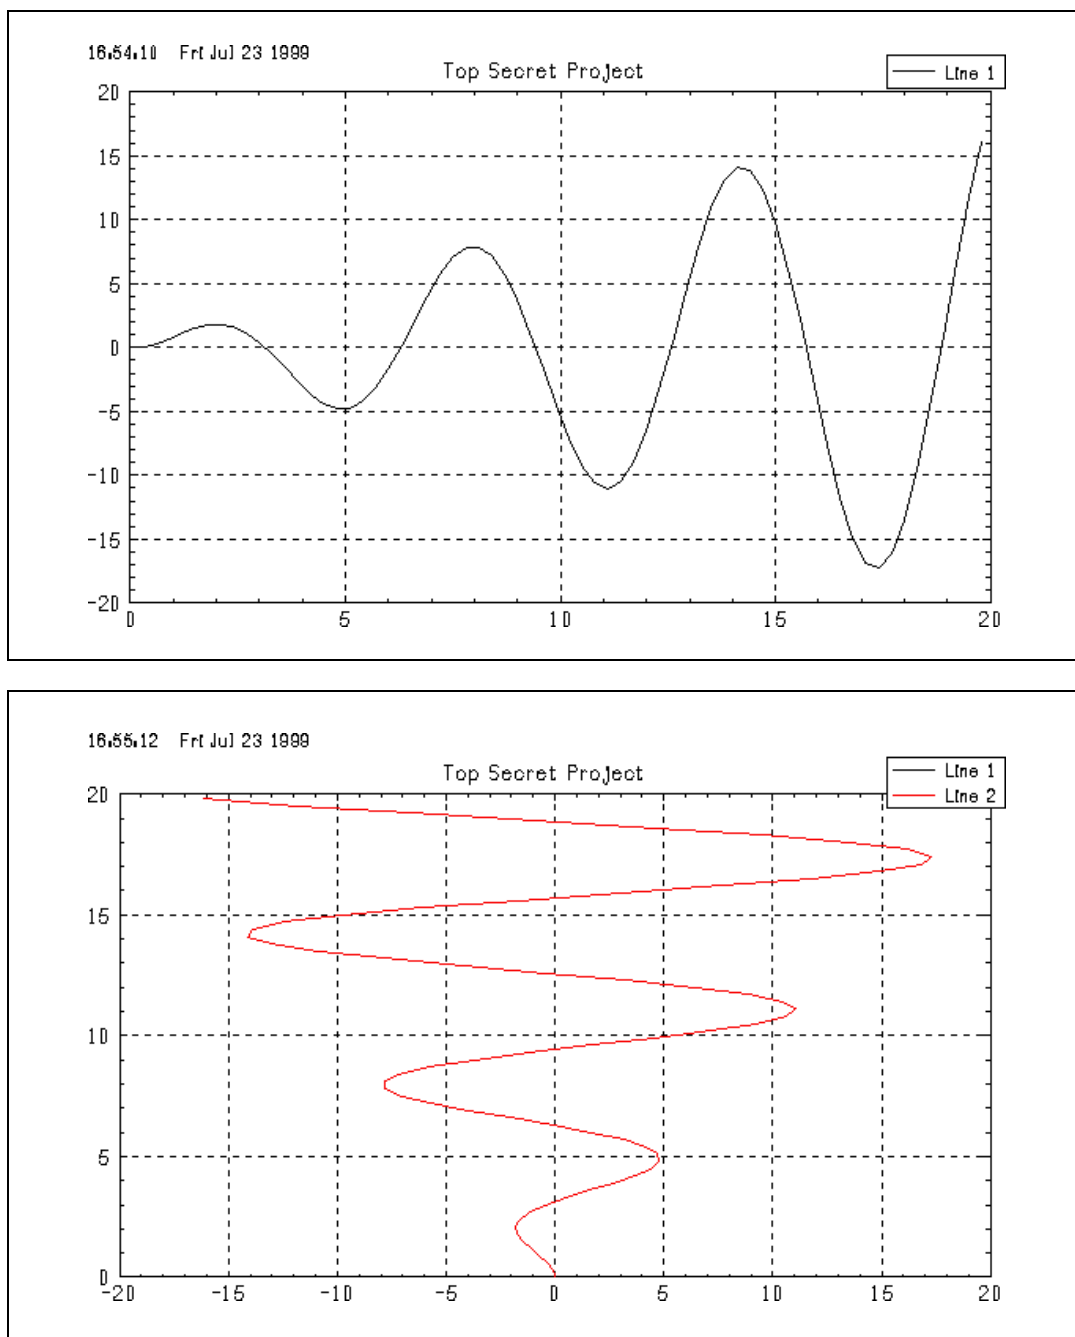 16:54:10 Fri Jul 23 1999
Top Secret Project
Line 1
20
15
10
5
0
-5
-10
-15
-20
0 5 10 15 20
16:55:12 Fri Jul 23 1999
Top Secret Project
Line 1
Line 2
20
15
10
5
0
-20 -15 -10 -5 0 5 10 15 20